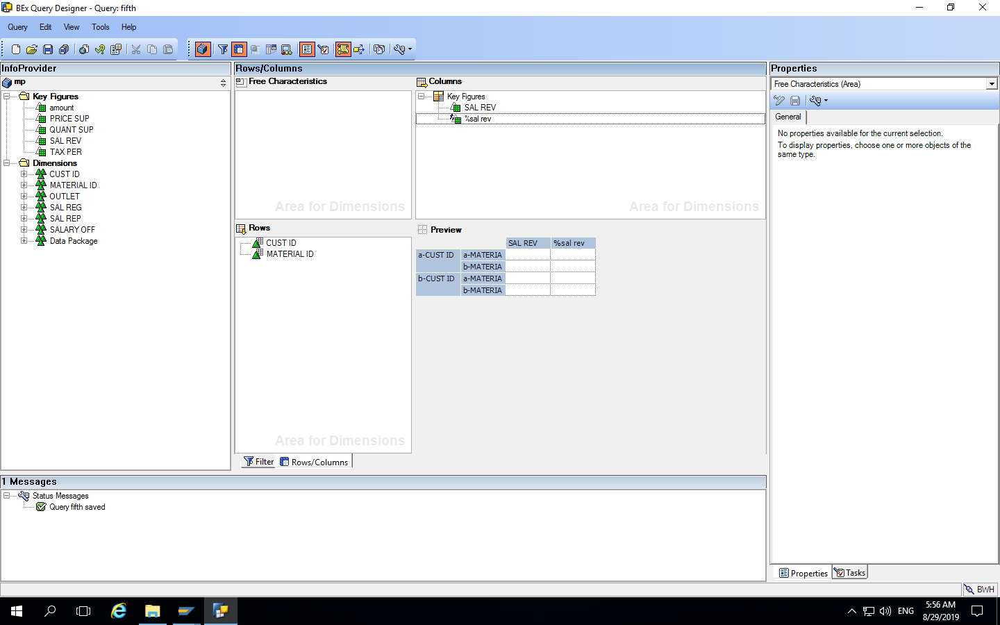 BEx Query Designer - Query: fifth
Query Edit View Tools Help
InfoProvider
mp
Key Figures
amount
PRICE SUP
QUANT SUP
SAL REV
TAX PER
Dimensions
CUST ID
MATERIAL ID
OUTLET
SAL REG
SAL REP
SALARY OFF
Data Package
Rows/Columns
Free Characteristics
Area for Dimensions
Columns
Key Figures
SAL REV
%sal rev
Area for Dimensions
Rows
CUST ID
MATERIAL ID
Area for Dimensions
Preview
SAL REV %sal rev
a-CUST ID a-MATERIA
b-MATERIA
b-CUST ID a-MATERIA
b-MATERIA
Filter Rows/Columns
Properties
Free Characteristics (Area)
General
No properties available for the current selection.
To display properties, choose one or more objects of the
same type.
Properties Tasks
1 Messages
Status Messages
Query fifth saved
BWH
ENG
5:56 AM
8/29/2019